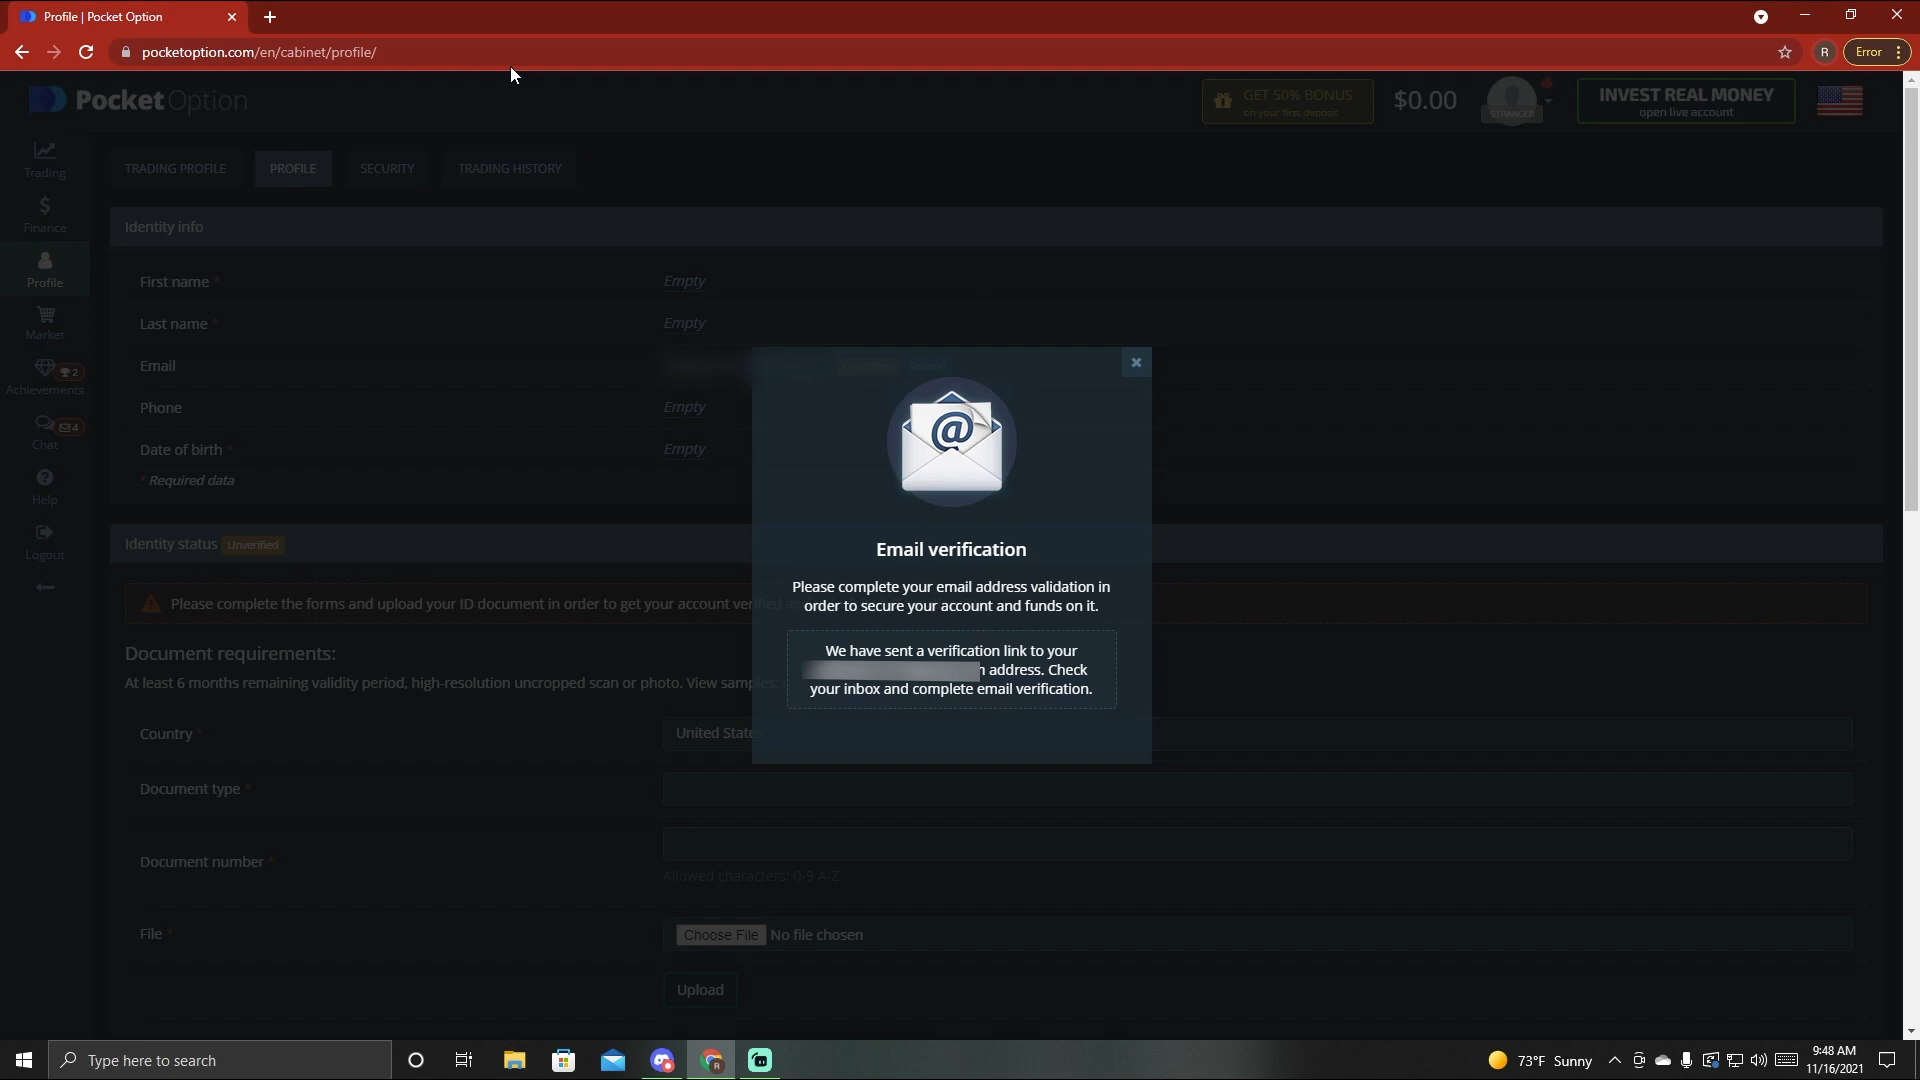 Profile | Pocket Option
pocketoption.com/en/cabinet/profile/
R
Error
PocketOption
GET 50% BONUS
on your first deposit
$0.00
STRANGER
INVEST REAL MONEY
open live account
Trading
Finance
Profile
Market
2
Achievements
4
Chat
Help
Logout
TRADING PROFILE
PROFILE
SECURITY
TRADING HISTORY
Identity info
First name *
Empty
Last name *
Empty
Email
Phone
Empty
Date of birth *
Empty
* Required data
Identity status Unverified
Please complete the forms and upload your ID document in order to get your account
Document requirements:
At least 6 months remaining validity period, high-resolution uncropped scan or photo. View samples:
Country *
United States
Document type *
Document number *
Allowed characters: 0-9 A-Z
File *
Choose File No file chosen
Upload
@
Email verification
Please complete your email address validation in
order to secure your account and funds on it.
We have sent a verification link to your
address. Check
your inbox and complete email verification.
Type here to search
R
73°F Sunny
9:48 AM
11/16/2021